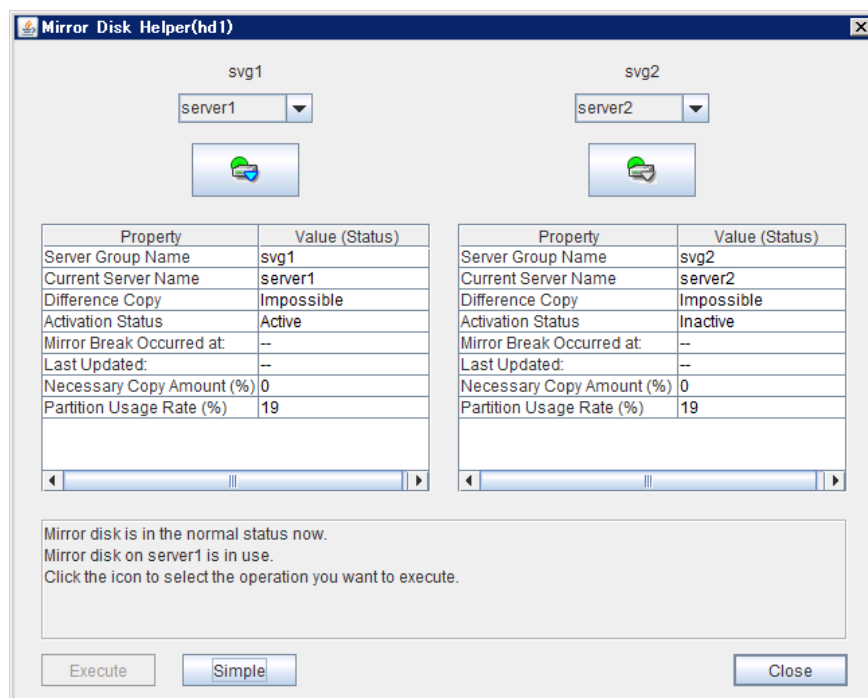 Mirror Disk Helper(hd1)
svg1 svg2
server1 server2
Property Value (Status) Property Value (Status)
Server Group Name svg1 Server Group Name svg2
Current Server Name server1 Current Server Name server2
Difference Copy Impossible Difference Copy Impossible
Activation Status Active Activation Status Inactive
Mirror Break Occurred at: -- Mirror Break Occurred at: --
Last Updated: -- Last Updated: --
Necessary Copy Amount (%) 0 Necessary Copy Amount (%) 0
Partition Usage Rate (%) 19 Partition Usage Rate (%) 19
Mirror disk is in the normal status now.
Mirror disk on server1 is in use.
Click the icon to select the operation you want to execute.
Execute Simple Close